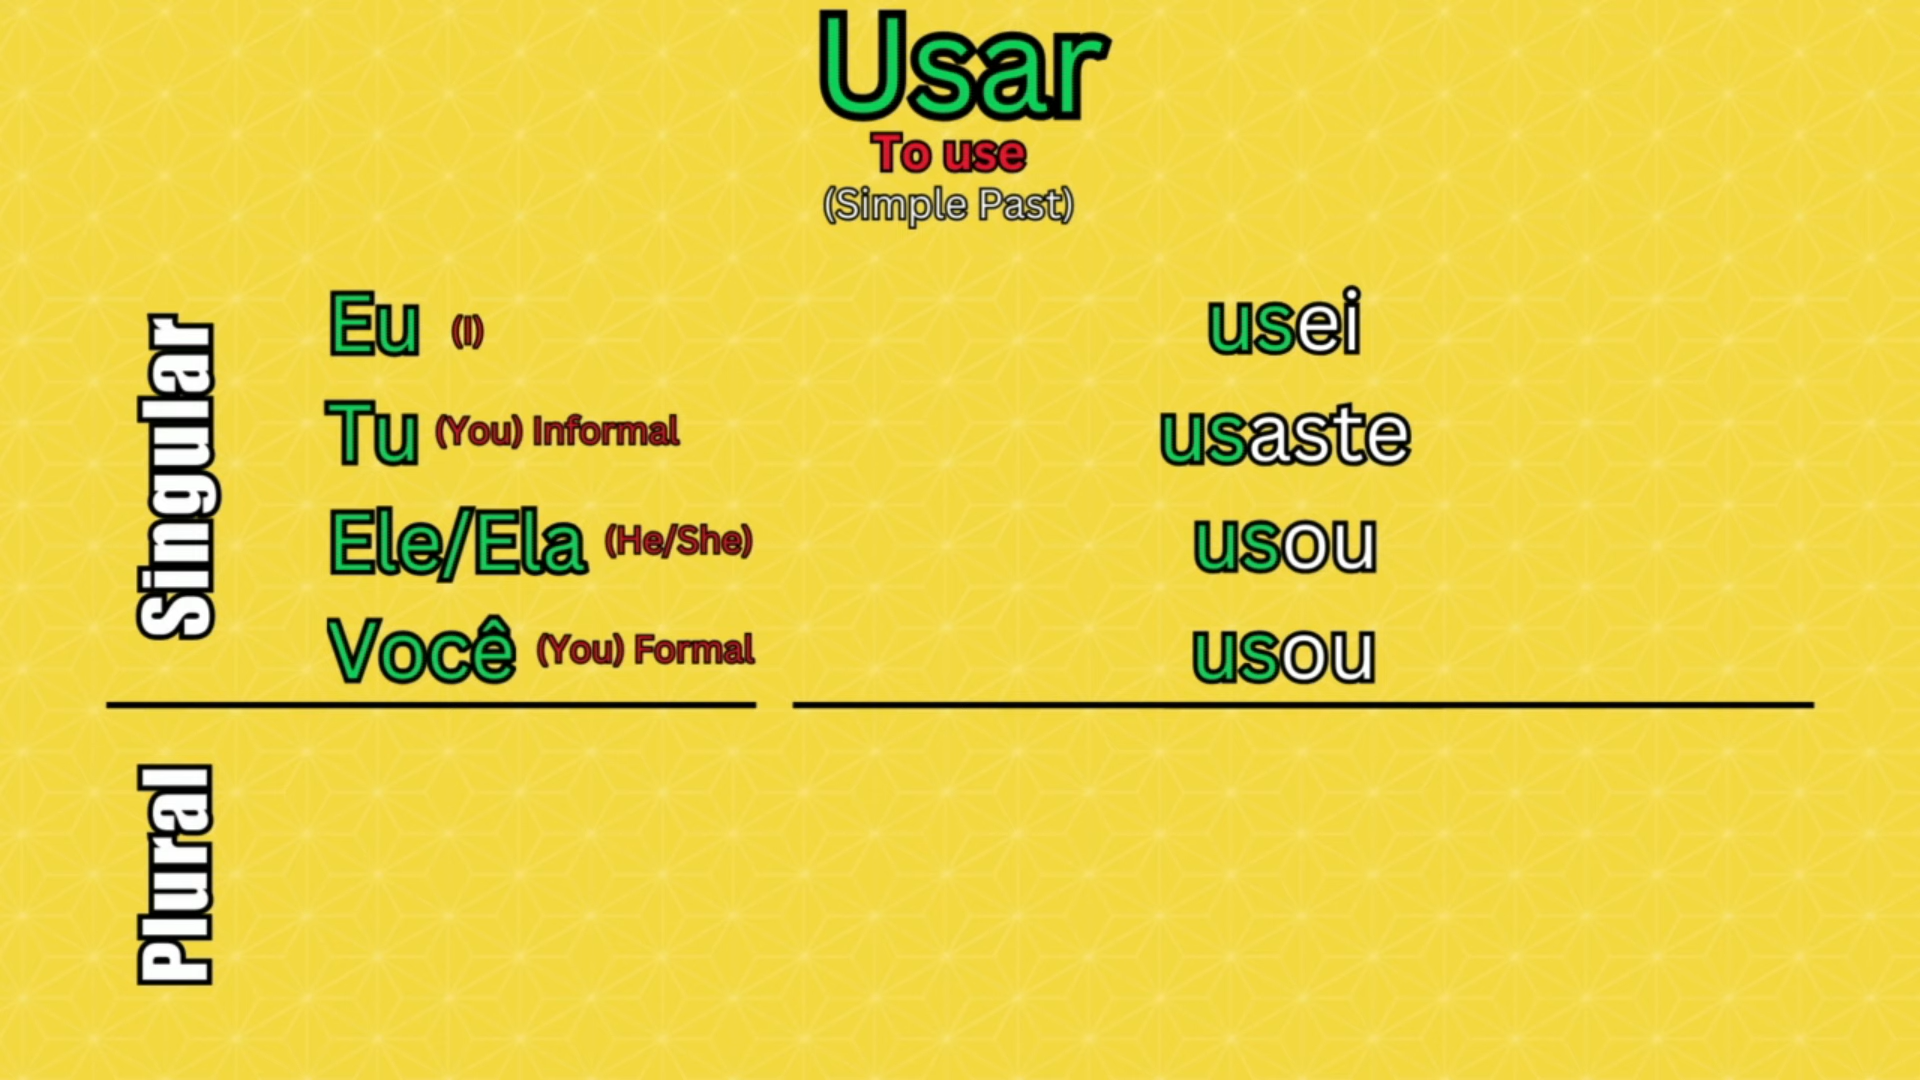 Usar
To use
(Simple Past)
Singular
Eu (I) usei
Tu (You) Informal usaste
Ele/Ela (He/She) usou
Você (You) Formal usou
Plural